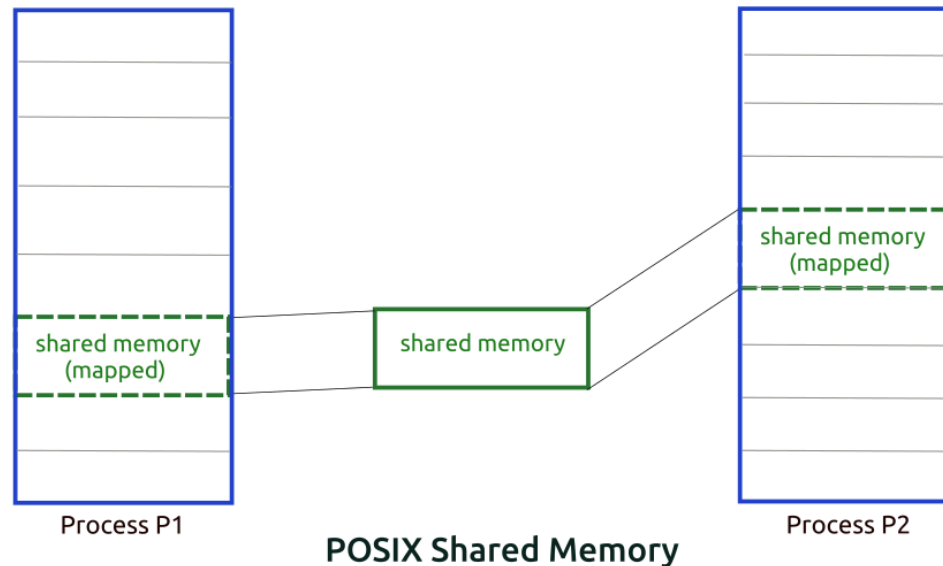 shared memory
(mapped)
shared memory
shared memory
(mapped)
Process P1
Process P2
POSIX Shared Memory